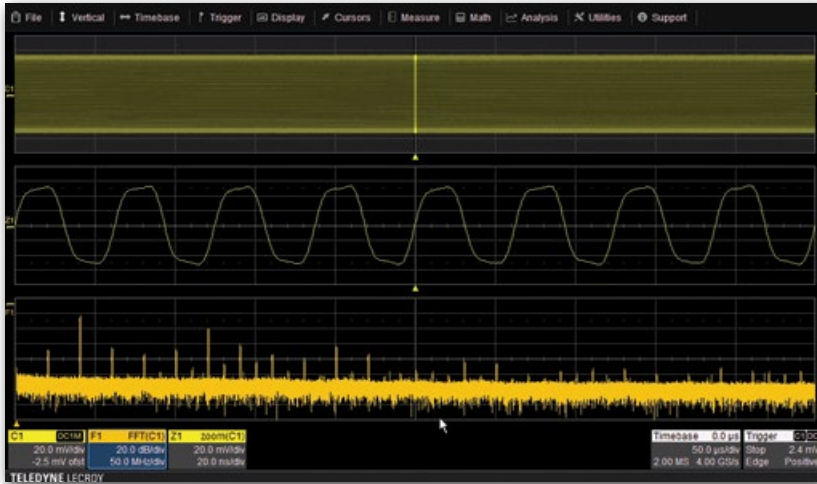 File Vertical Timebase Trigger Display Cursors Measure Math Analysis Utilities Support
C1
Z1
F1
C1 DC1M F1 FFT(C1) Z1 zoom(C1)
20.0 mV/div 20.0 dB/div 20.0 mV/div
-2.5 mV ofst 50.0 MHz/div 20.0 ns/div
Timebase 0.0 µs Trigger C1 DC
50.0 µs/div Stop 2.4 mV
2.00 MS 4.00 GS/s Edge Positive
TELEDYNE LECROY